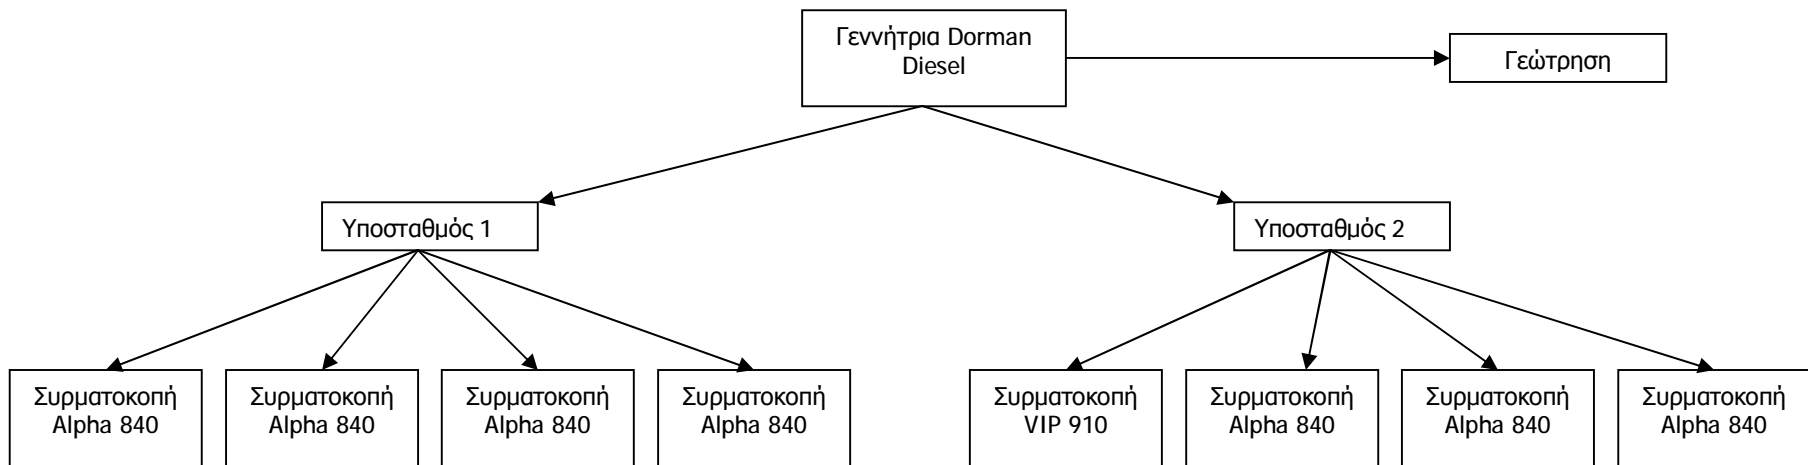 Γεννήτρια Dorman
Diesel
Γεώτρηση
Υποσταθμός 1
Υποσταθμός 2
Συρματοκοπή
Alpha 840
Συρματοκοπή
Alpha 840
Συρματοκοπή
Alpha 840
Συρματοκοπή
Alpha 840
Συρματοκοπή
VIP 910
Συρματοκοπή
Alpha 840
Συρματοκοπή
Alpha 840
Συρματοκοπή
Alpha 840